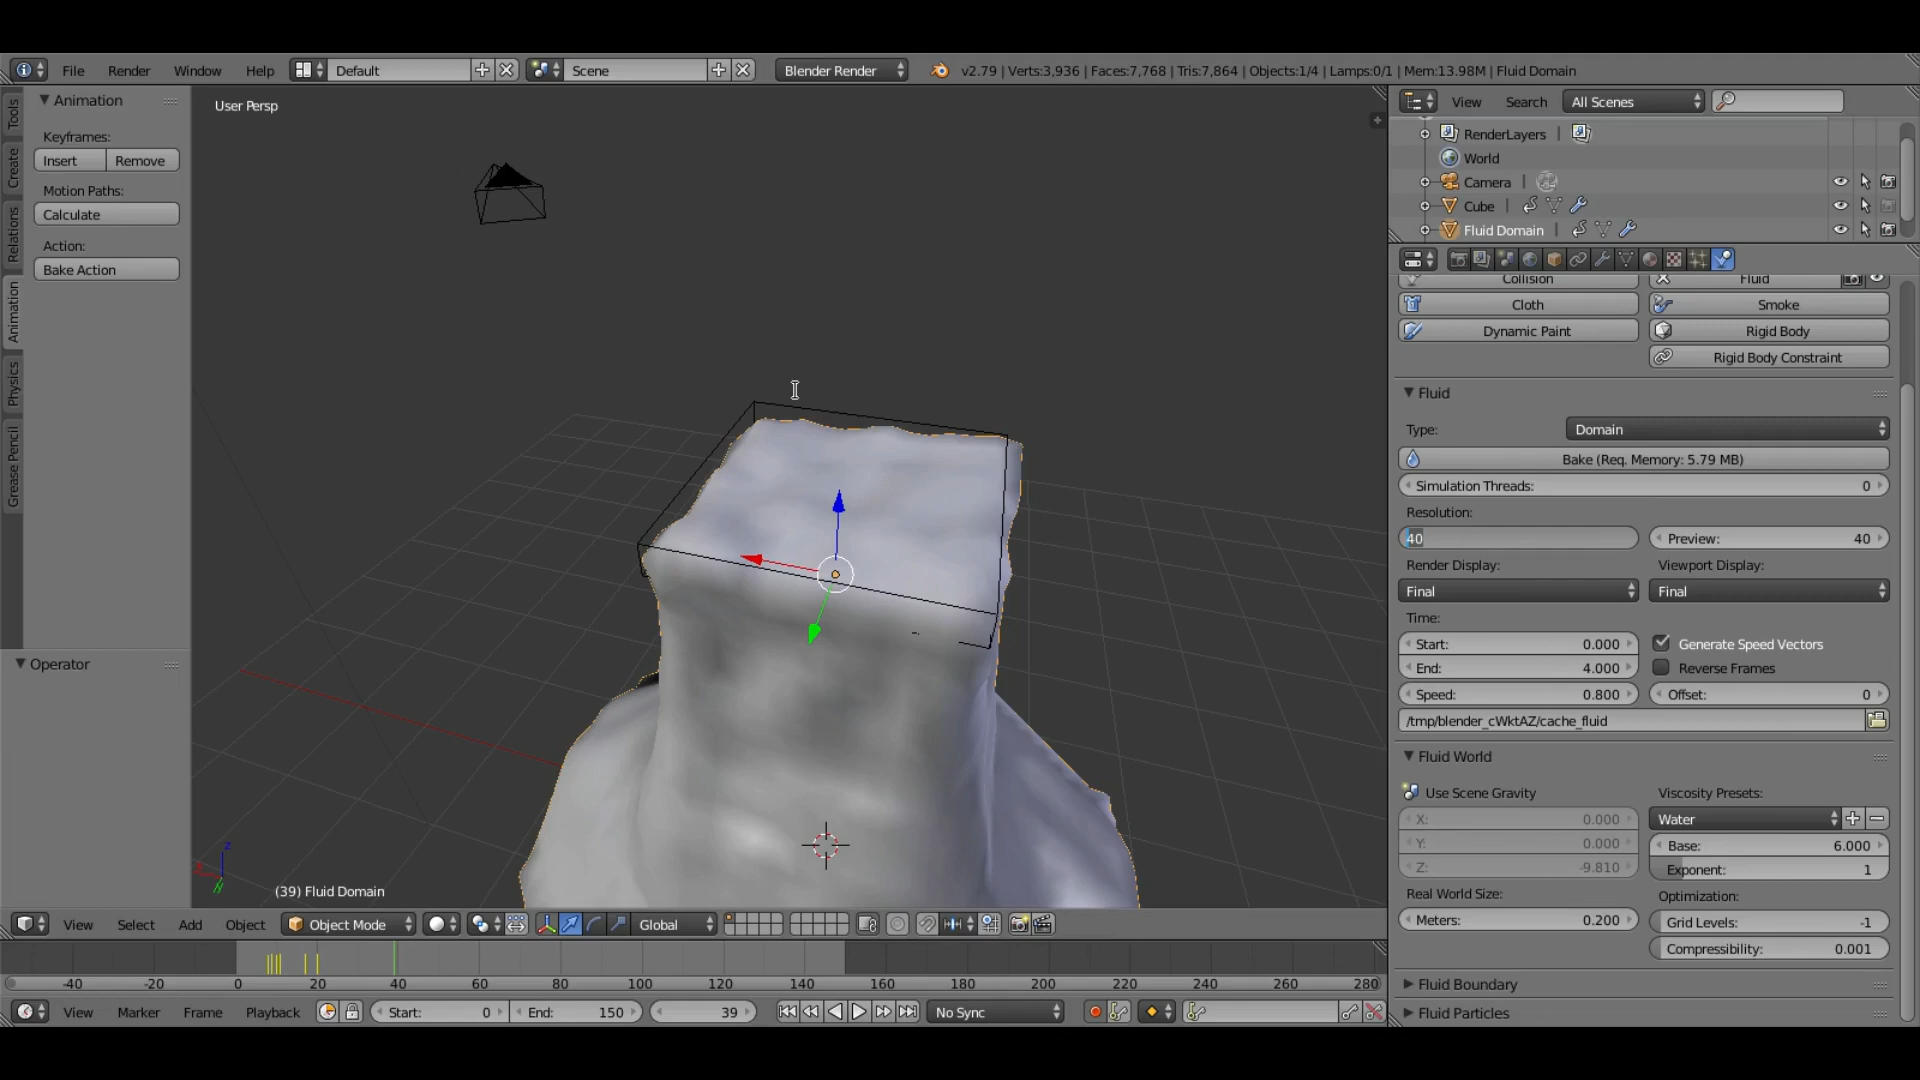 File Render Window Help Default Scene Blender Render v2.79 | Verts:3,936 | Faces:7,768 | Tris:7,864 | Objects:1/4 | Lamps:0/1 | Mem:13.98M | Fluid Domain
Tools
Create
Relations
Animation
Physics
Grease Pencil
Animation
Keyframes:
Insert Remove
Motion Paths:
Calculate
Action:
Bake Action
Operator
User Persp
(39) Fluid Domain
z
View Select Add Object Object Mode Global
-40 -20 0 20 40 60 80 100 120 140 160 180 200 220 240 260 280
View Marker Frame Playback Start: 0 End: 150 39 No Sync
View Search All Scenes
RenderLayers |
World
Camera |
Cube |
Fluid Domain |
Collision Fluid
Cloth Smoke
Dynamic Paint Rigid Body
Rigid Body Constraint
Fluid
Type: Domain
Bake (Req. Memory: 5.79 MB)
Simulation Threads: 0
Resolution:
40 Preview: 40
Render Display: Viewport Display:
Final Final
Time:
Start: 0.000 Generate Speed Vectors
End: 4.000 Reverse Frames
Speed: 0.800 Offset: 0
/tmp/blender_cWktAZ/cache_fluid
Fluid World
Use Scene Gravity Viscosity Presets:
X: 0.000 Water
Y: 0.000 Base: 6.000
Z: -9.810 Exponent: 1
Real World Size: Optimization:
Meters: 0.200 Grid Levels: -1
Compressibility: 0.001
Fluid Boundary
Fluid Particles